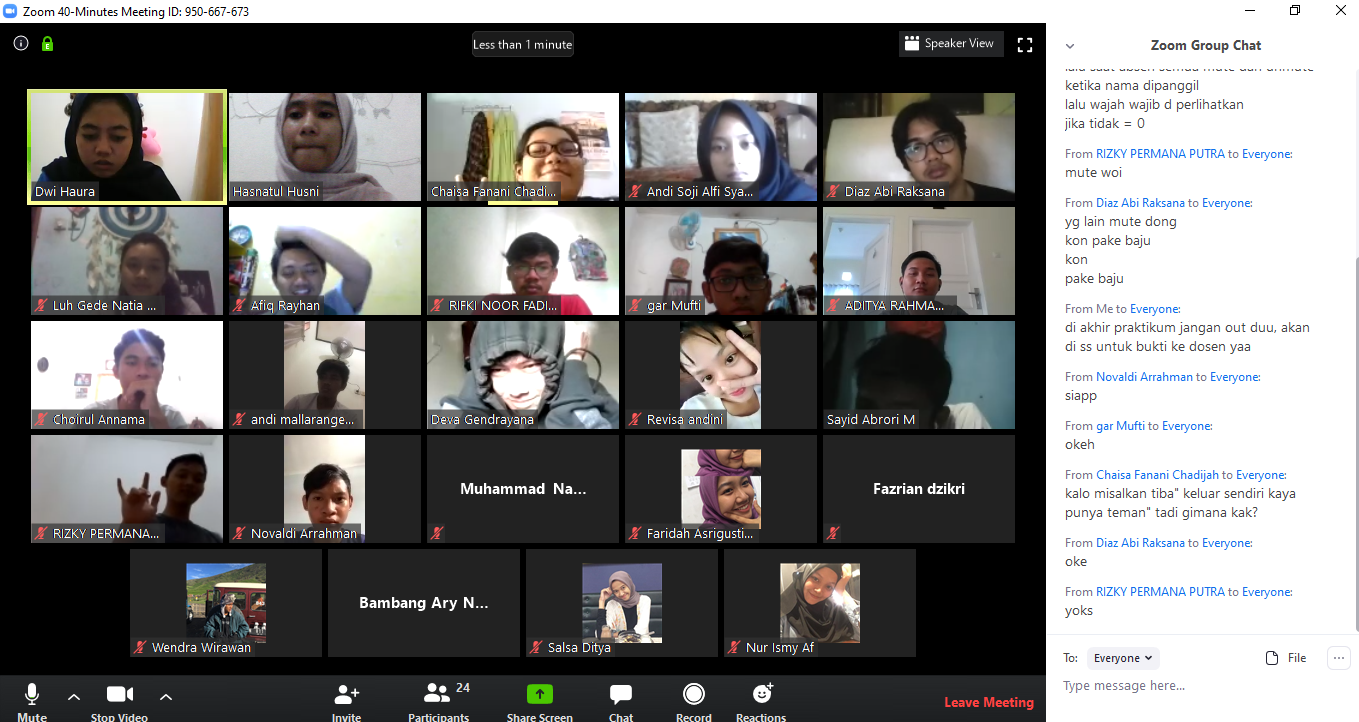 Zoom 40-Minutes Meeting ID: 950-667-673
Less than 1 minute
Speaker View
Dwi Haura
Hasnatul Husni
Chaisa Fanani Chadi...
Andi Soji Alfi Sya...
Diaz Abi Raksana
Luh Gede Natia ...
Afiq Rayhan
RIFKI NOOR FADI...
gar Mufti
ADITYA RAHMA...
Choirul Annama
andi mallarange...
Deva Gendrayana
Revisa andini
Sayid Abrori M
RIZKY PERMANA...
Novaldi Arrahman
Muhammad Na...
Faridah Asrigusti...
Fazrian dzikri
Wendra Wirawan
Bambang Ary N...
Salsa Ditya
Nur Ismy Af
Mute
Stop Video
Invite
24
Participants
Share Screen
Chat
Record
Reactions
Leave Meeting
Zoom Group Chat
lalu saat absen semua mute dan unmute
ketika nama dipanggil
lalu wajah wajib d perlihatkan
jika tidak = 0
From RIZKY PERMANA PUTRA to Everyone:
mute woi
From Diaz Abi Raksana to Everyone:
yg lain mute dong
kon pake baju
kon
pake baju
From Me to Everyone:
di akhir praktikum jangan out duu, akan
di ss untuk bukti ke dosen yaa
From Novaldi Arrahman to Everyone:
siapp
From gar Mufti to Everyone:
okeh
From Chaisa Fanani Chadijah to Everyone:
kalo misalkan tiba" keluar sendiri kaya
punya teman" tadi gimana kak?
From Diaz Abi Raksana to Everyone:
oke
From RIZKY PERMANA PUTRA to Everyone:
yoks
To: Everyone
File
Type message here...